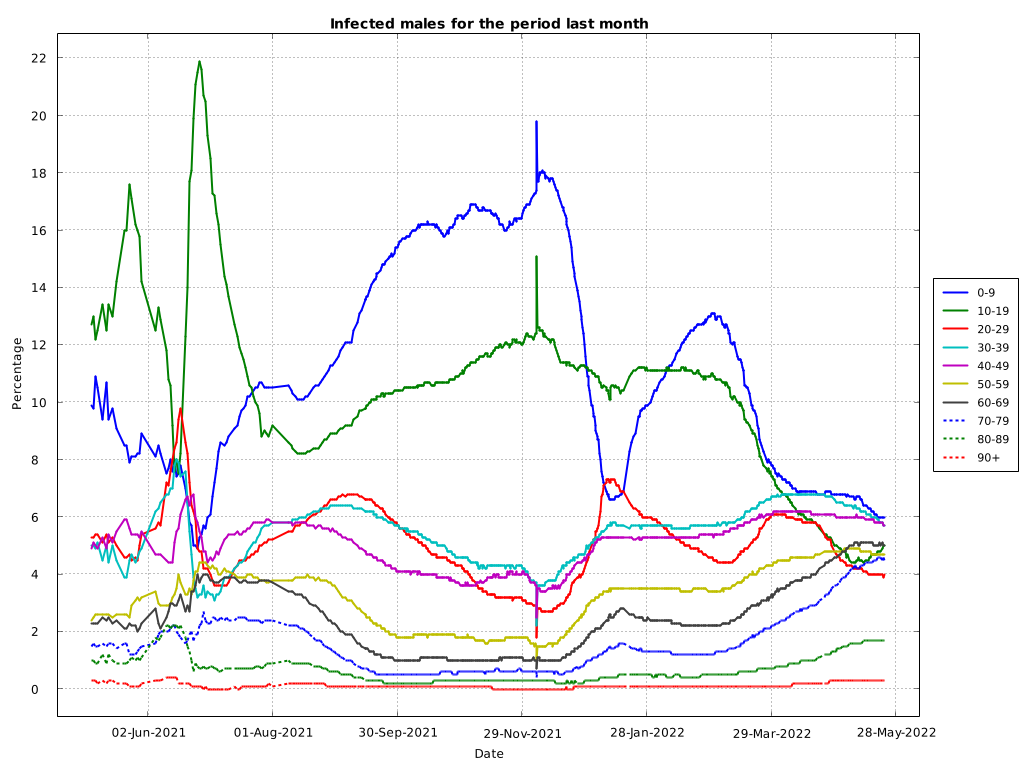 Infected males for the period last month
Percentage
22
20
18
16
14
12
10
8
6
4
2
0
02-Jun-2021
01-Aug-2021
30-Sep-2021
29-Nov-2021
28-Jan-2022
29-Mar-2022
28-May-2022
Date
0-9
10-19
20-29
30-39
40-49
50-59
60-69
70-79
80-89
90+